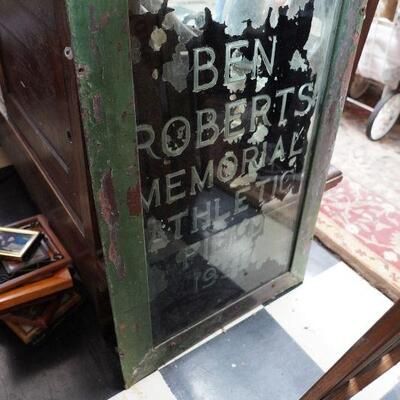 BEN
ROBERTS
MEMORIAL
ATHLETIC
FIELD